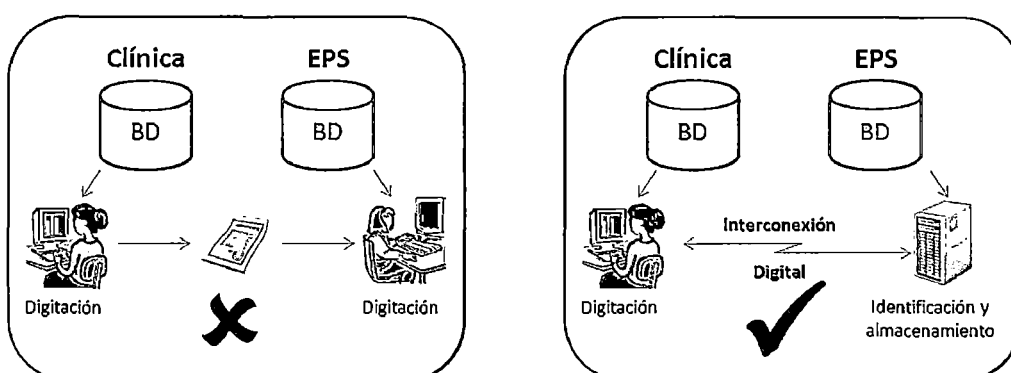 Clínica EPS
BD BD
Digitación Digitación
Clínica EPS
BD BD
Interconexión
Digital
Digitación
Identificación y
almacenamiento